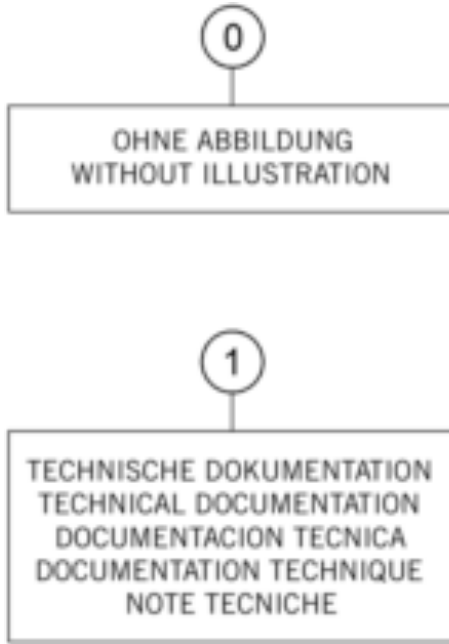 0
OHNE ABBILDUNG
WITHOUT ILLUSTRATION
1
TECHNISCHE DOKUMENTATION
TECHNICAL DOCUMENTATION
DOCUMENTACION TECNICA
DOCUMENTATION TECHNIQUE
NOTE TECNICHE